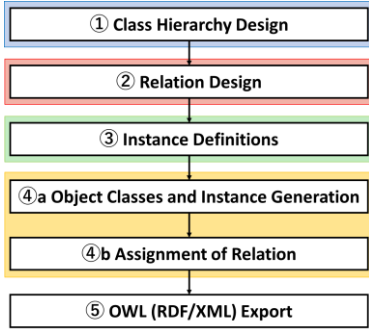 ① Class Hierarchy Design
② Relation Design
③ Instance Definitions
④a Object Classes and Instance Generation
④b Assignment of Relation
⑤ OWL (RDF/XML) Export